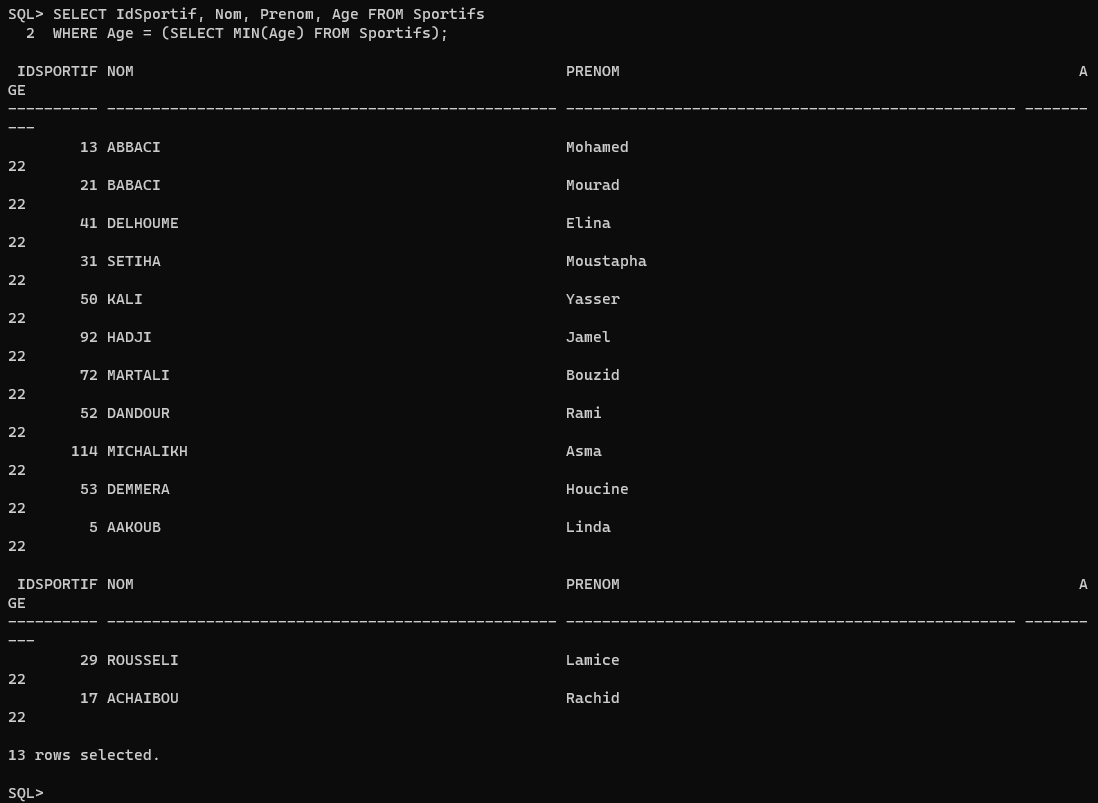 SQL> SELECT IdSportif, Nom, Prenom, Age FROM Sportifs
  2  WHERE Age = (SELECT MIN(Age) FROM Sportifs);

 IDSPORTIF NOM                                                PRENOM                                                   A
GE
---------- -------------------------------------------------- -------------------------------------------------- -------
---
        13 ABBACI                                             Mohamed
22
        21 BABACI                                             Mourad
22
        41 DELHOUME                                           Elina
22
        31 SETIHA                                             Moustapha
22
        50 KALI                                               Yasser
22
        92 HADJI                                              Jamel
22
        72 MARTALI                                            Bouzid
22
        52 DANDOUR                                            Rami
22
       114 MICHALIKH                                          Asma
22
        53 DEMMERA                                            Houcine
22
         5 AAKOUB                                             Linda
22

 IDSPORTIF NOM                                                PRENOM                                                   A
GE
---------- -------------------------------------------------- -------------------------------------------------- -------
---
        29 ROUSSELI                                           Lamice
22
        17 ACHAIBOU                                           Rachid
22

13 rows selected.

SQL>